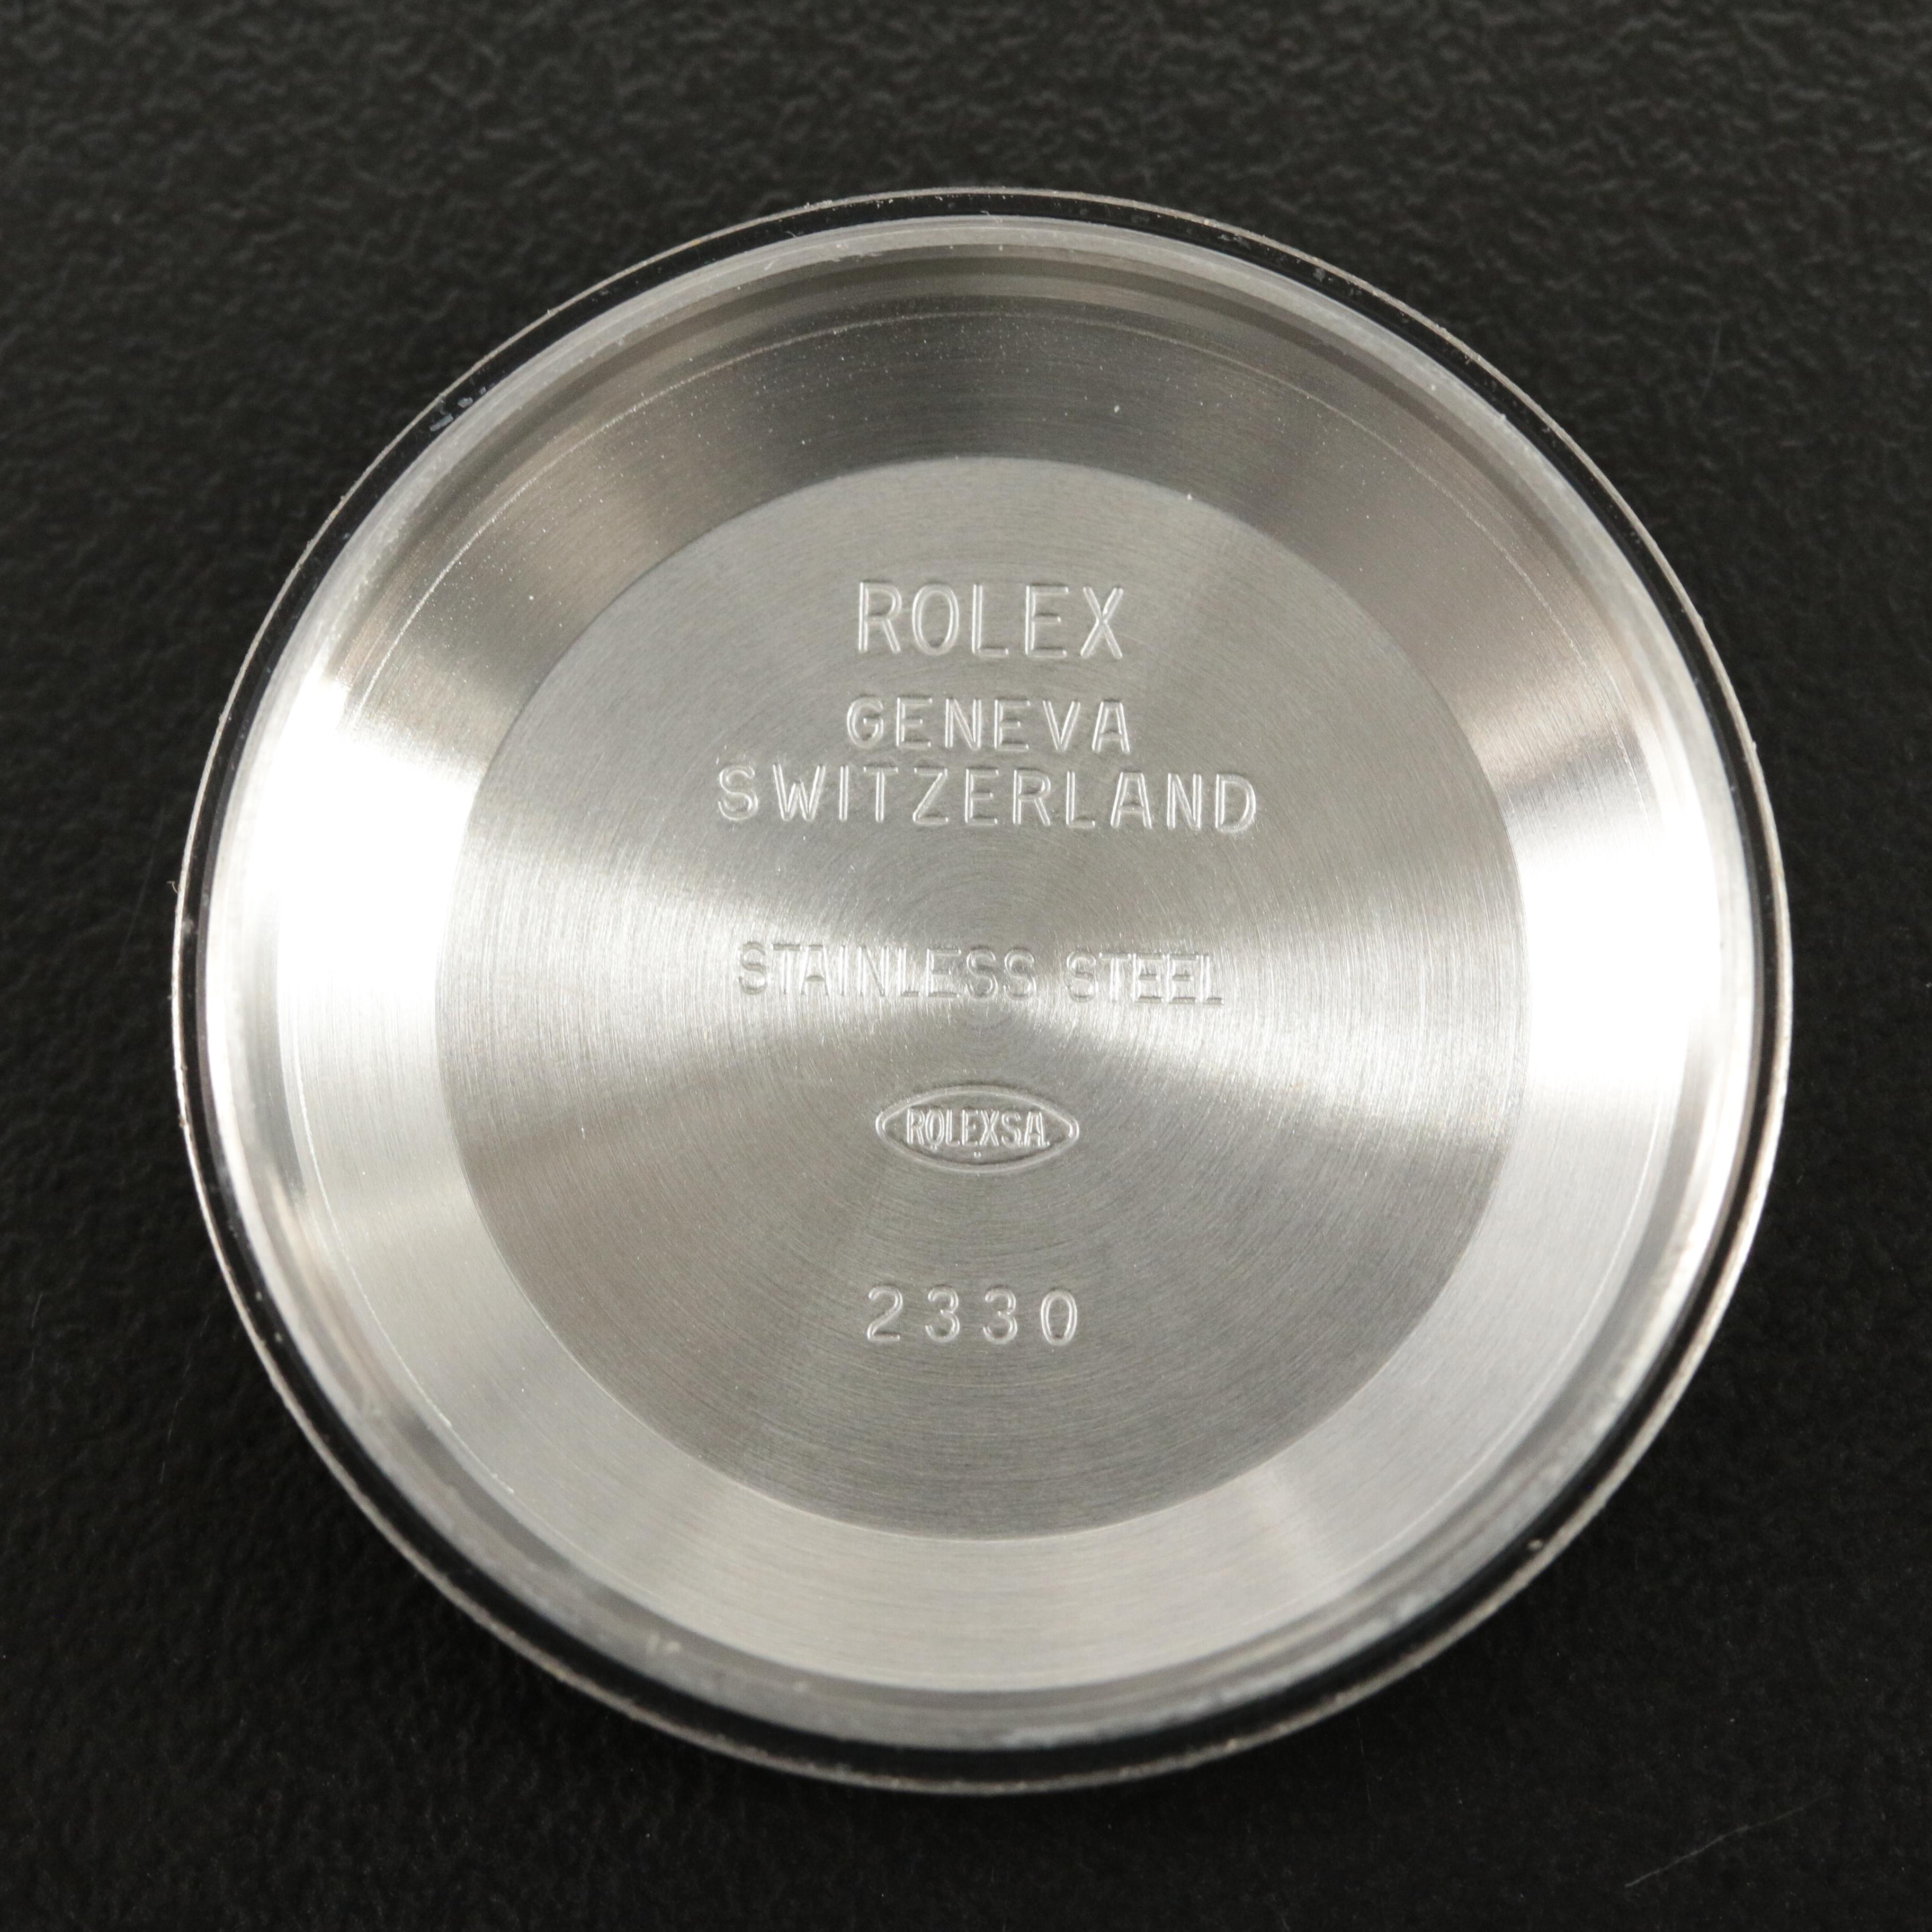 ROLEX
GENEVA
SWITZERLAND
STAINLESS STEEL
ROLEX S.A.
2330